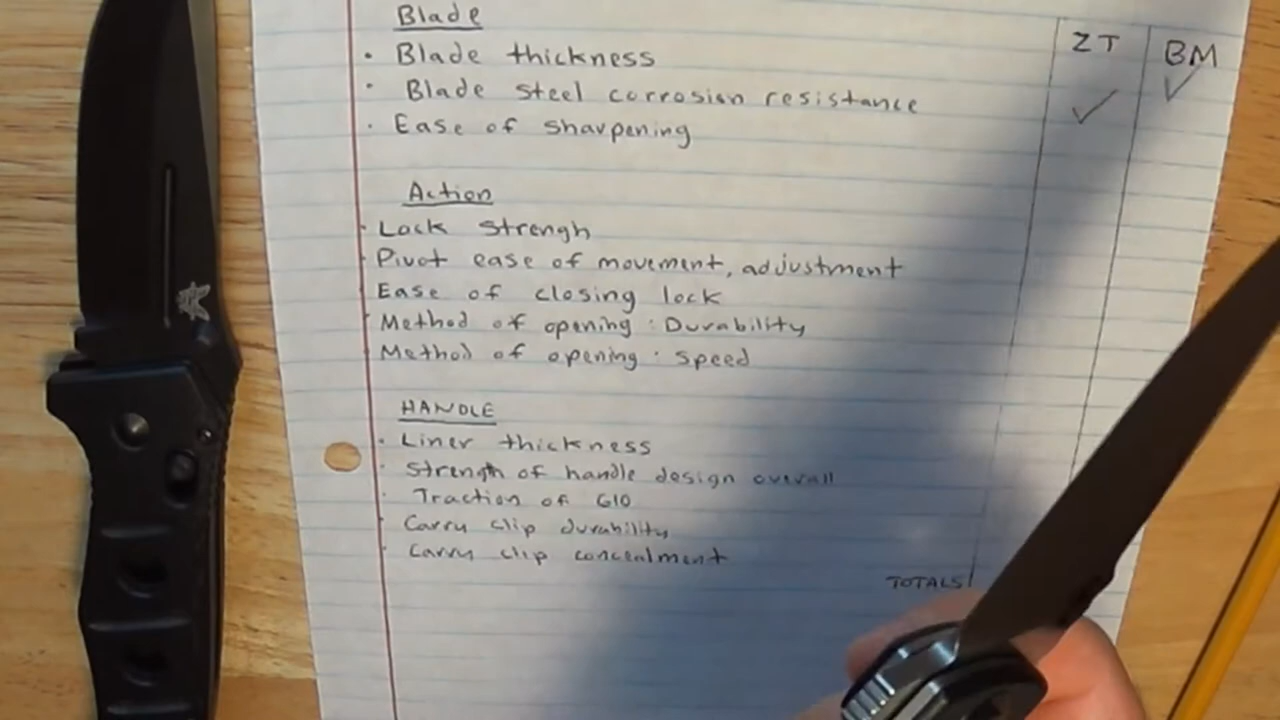 Blade
ZT BM
• Blade thickness ✓
• Blade steel corrosion resistance ✓
• Ease of sharpening
Action
• Lock strengh
Pivot ease of movement, adjustment
Ease of closing lock
Method of opening : Durability
Method of opening : Speed
HANDLE
• Liner thickness
• Strength of handle design overall
• Traction of G10
• Carry clip durability
• Carry clip concealment
TOTALS